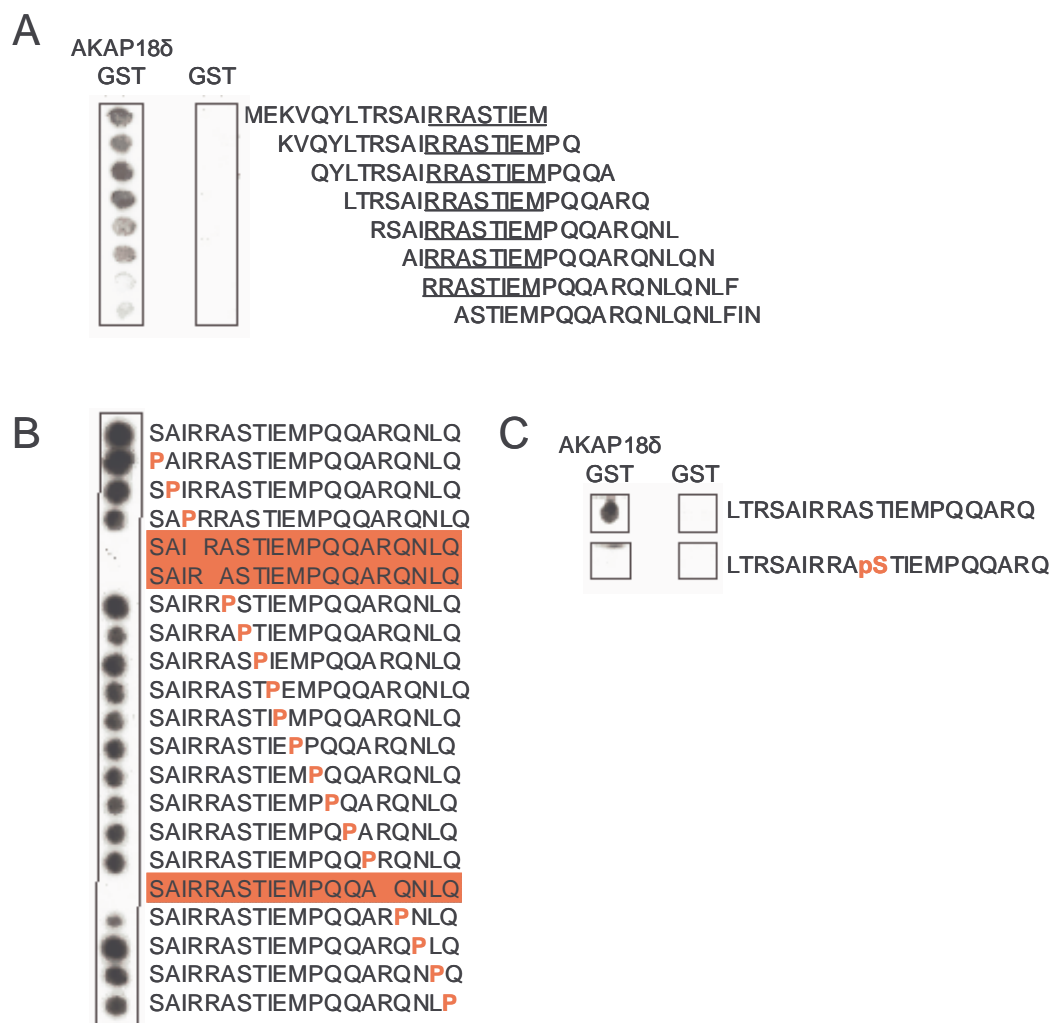 A
AKAP18δ
GST GST
MEKVQYLTRSAIRRASTIEM
KVQYLTRSAIRRASTIEMPQ
QYLTRSAIRRASTIEMPQQA
LTRSAIRRASTIEMPQQARQ
RSAIRRASTIEMPQQARQNL
AIRRASTIEMPQQARQNLQN
RRASTIEMPQQARQNLQNLF
ASTIEMPQQARQNLQNLFIN
B
SAIRRASTIEMPQQARQNLQ
PAIRRASTIEMPQQARQNLQ
SPIRRASTIEMPQQARQNLQ
SAPRRASTIEMPQQARQNLQ
SAI RASTIEMPQQARQNLQ
SAIR ASTIEMPQQARQNLQ
SAIRRPSTIEMPQQARQNLQ
SAIRRAPTIEMPQQARQNLQ
SAIRRASPIEMPQQARQNLQ
SAIRRASTPEMPQQARQNLQ
SAIRRASTIPMPQQARQNLQ
SAIRRASTIEPPQQARQNLQ
SAIRRASTIEMPQQARQNLQ
SAIRRASTIEMPPQARQNLQ
SAIRRASTIEMPQPARQNLQ
SAIRRASTIEMPQQPRQNLQ
SAIRRASTIEMPQQA QNLQ
SAIRRASTIEMPQQARPNLQ
SAIRRASTIEMPQQARQPLQ
SAIRRASTIEMPQQARQNPQ
SAIRRASTIEMPQQARQNLP
C
AKAP18δ
GST GST
LTRSAIRRASTIEMPQQARQ
LTRSAIRRApSTIEMPQQARQ